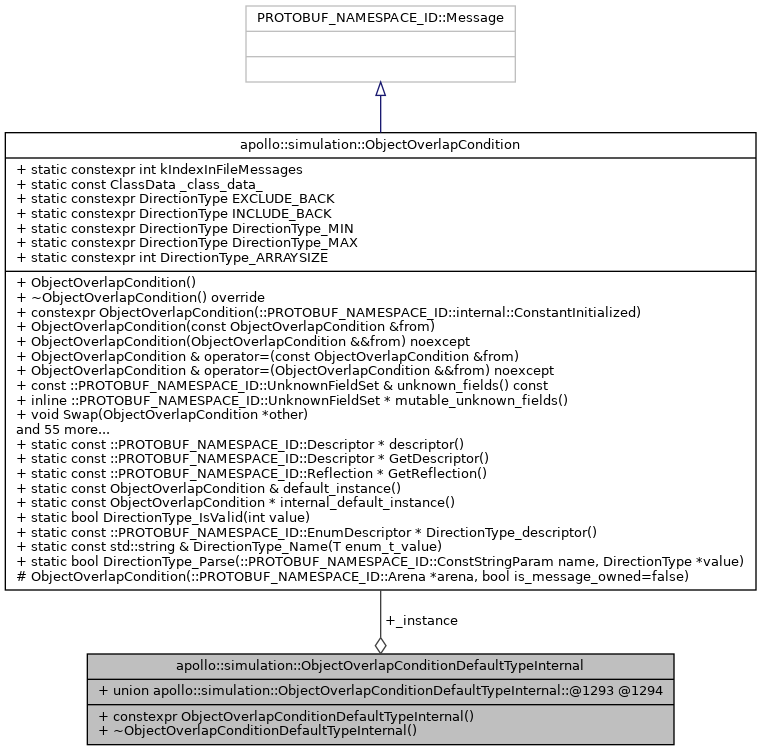 PROTOBUF_NAMESPACE_ID::Message
apollo::simulation::ObjectOverlapCondition
+ static constexpr int kIndexInFileMessages
+ static const ClassData _class_data_
+ static constexpr DirectionType EXCLUDE_BACK
+ static constexpr DirectionType INCLUDE_BACK
+ static constexpr DirectionType DirectionType_MIN
+ static constexpr DirectionType DirectionType_MAX
+ static constexpr int DirectionType_ARRAYSIZE
+ ObjectOverlapCondition()
+ ~ObjectOverlapCondition() override
+ constexpr ObjectOverlapCondition(::PROTOBUF_NAMESPACE_ID::internal::ConstantInitialized)
+ ObjectOverlapCondition(const ObjectOverlapCondition &from)
+ ObjectOverlapCondition(ObjectOverlapCondition &&from) noexcept
+ ObjectOverlapCondition & operator=(const ObjectOverlapCondition &from)
+ ObjectOverlapCondition & operator=(ObjectOverlapCondition &&from) noexcept
+ const ::PROTOBUF_NAMESPACE_ID::UnknownFieldSet & unknown_fields() const
+ inline ::PROTOBUF_NAMESPACE_ID::UnknownFieldSet * mutable_unknown_fields()
+ void Swap(ObjectOverlapCondition *other)
and 55 more...
+ static const ::PROTOBUF_NAMESPACE_ID::Descriptor * descriptor()
+ static const ::PROTOBUF_NAMESPACE_ID::Descriptor * GetDescriptor()
+ static const ::PROTOBUF_NAMESPACE_ID::Reflection * GetReflection()
+ static const ObjectOverlapCondition & default_instance()
+ static const ObjectOverlapCondition * internal_default_instance()
+ static bool DirectionType_IsValid(int value)
+ static const ::PROTOBUF_NAMESPACE_ID::EnumDescriptor * DirectionType_descriptor()
+ static const std::string & DirectionType_Name(T enum_t_value)
+ static bool DirectionType_Parse(::PROTOBUF_NAMESPACE_ID::ConstStringParam name, DirectionType *value)
# ObjectOverlapCondition(::PROTOBUF_NAMESPACE_ID::Arena *arena, bool is_message_owned=false)
+_instance
apollo::simulation::ObjectOverlapConditionDefaultTypeInternal
+ union apollo::simulation::ObjectOverlapConditionDefaultTypeInternal::@1293 @1294
+ constexpr ObjectOverlapConditionDefaultTypeInternal()
+ ~ObjectOverlapConditionDefaultTypeInternal()